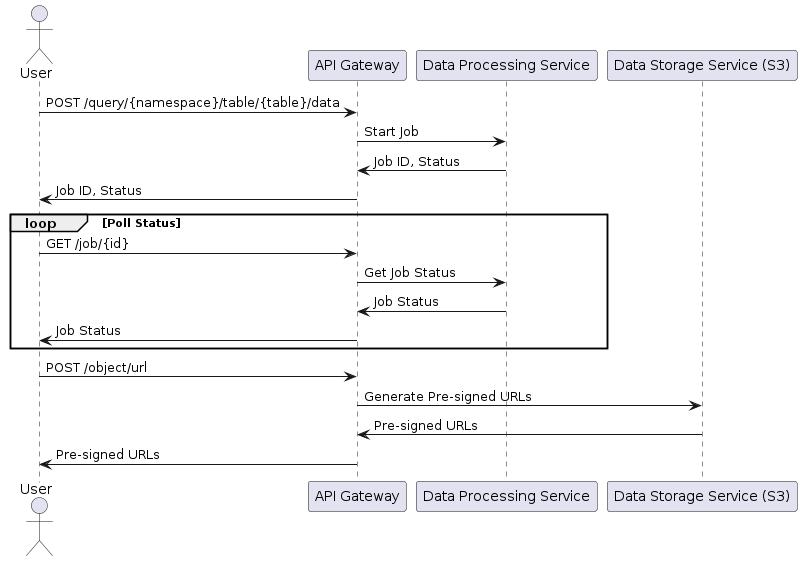 User
API Gateway
Data Processing Service
Data Storage Service (S3)
POST /query/{namespace}/table/{table}/data
Start Job
Job ID, Status
Job ID, Status
loop
[Poll Status]
GET /job/{id}
Get Job Status
Job Status
Job Status
POST /object/url
Generate Pre-signed URLs
Pre-signed URLs
Pre-signed URLs
User
API Gateway
Data Processing Service
Data Storage Service (S3)